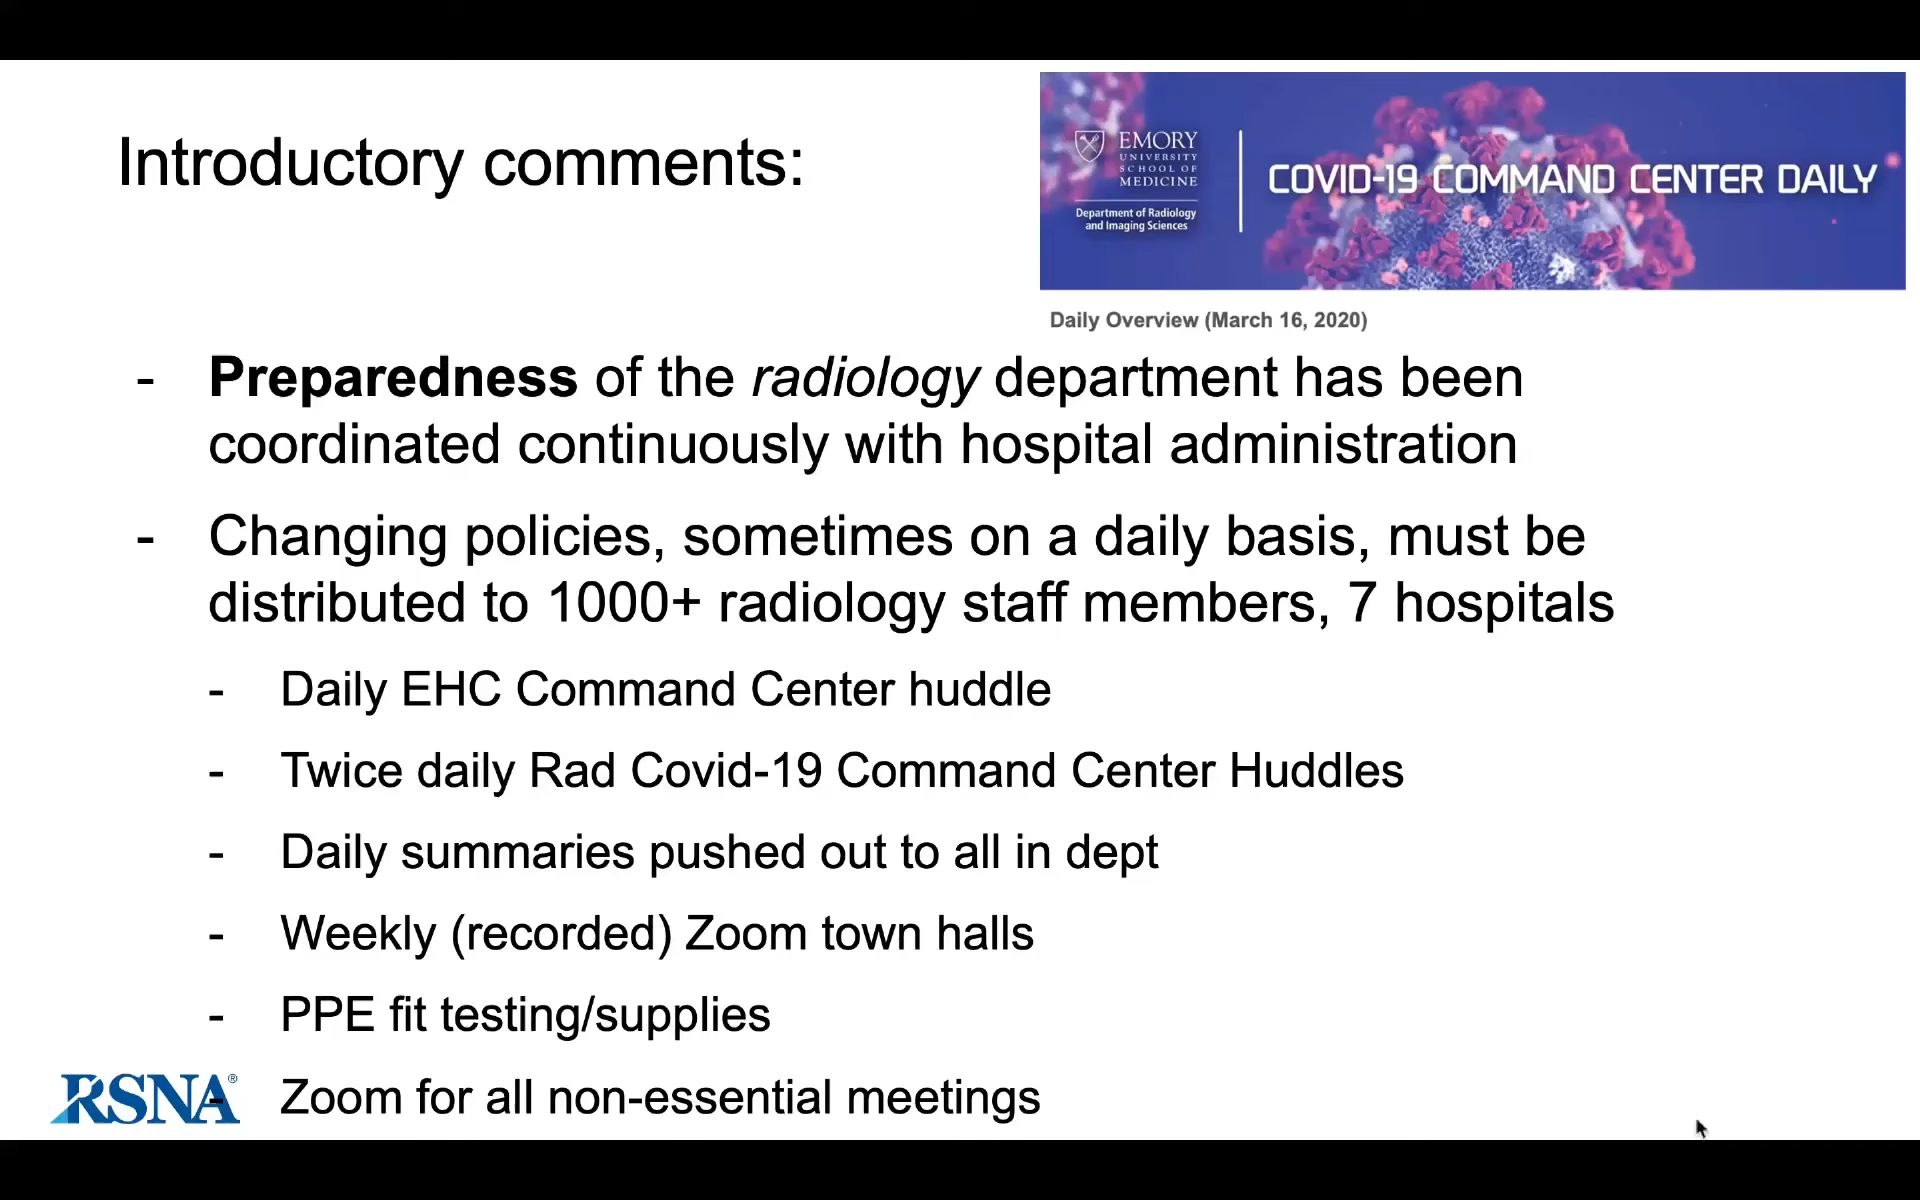 Introductory comments:
EMORY
UNIVERSITY
SCHOOL OF
MEDICINE
Department of Radiology
and Imaging Sciences
COVID-19 COMMAND CENTER DAILY
Daily Overview (March 16, 2020)
- Preparedness of the radiology department has been
coordinated continuously with hospital administration
- Changing policies, sometimes on a daily basis, must be
distributed to 1000+ radiology staff members, 7 hospitals
- Daily EHC Command Center huddle
- Twice daily Rad Covid-19 Command Center Huddles
- Daily summaries pushed out to all in dept
- Weekly (recorded) Zoom town halls
- PPE fit testing/supplies
- Zoom for all non-essential meetings
RSNA®